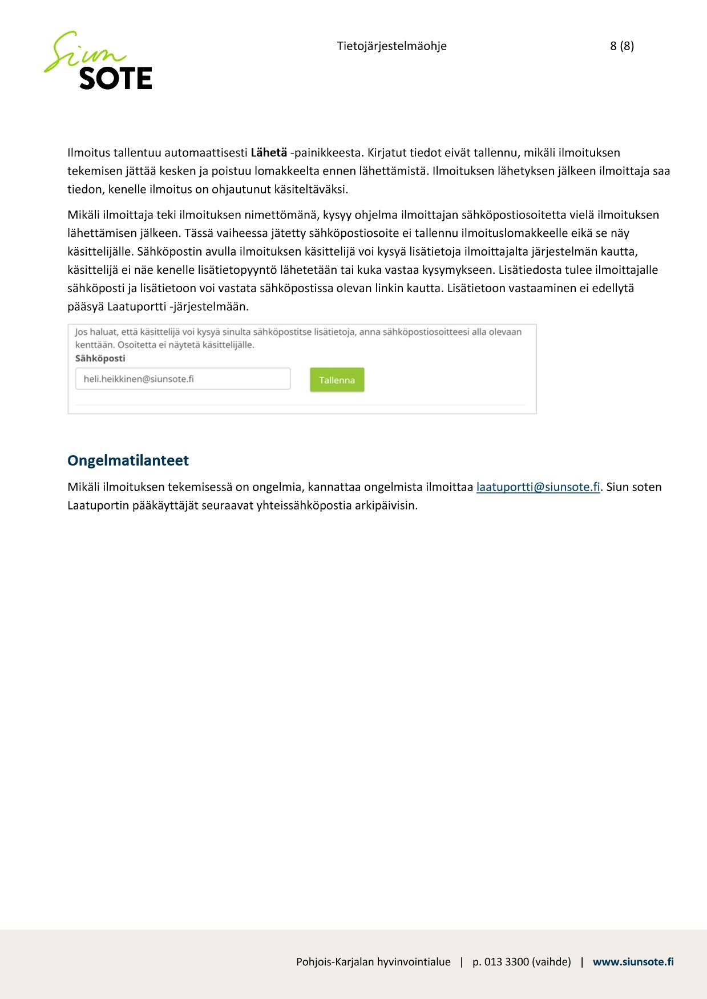 Siun
SOTE
Tietojärjestelmäohje
8 (8)
Ilmoitus tallentuu automaattisesti Lähetä -painikkeesta. Kirjatut tiedot eivät tallennu, mikäli ilmoituksen
tekemisen jättää kesken ja poistuu lomakkeelta ennen lähettämistä. Ilmoituksen lähetyksen jälkeen ilmoittaja saa
tiedon, kenelle ilmoitus on ohjautunut käsiteltäväksi.
Mikäli ilmoittaja teki ilmoituksen nimettömänä, kysyy ohjelma ilmoittajan sähköpostiosoitetta vielä ilmoituksen
lähettämisen jälkeen. Tässä vaiheessa jätetty sähköpostiosoite ei tallennu ilmoituslomakkeelle eikä se näy
käsittelijälle. Sähköpostin avulla ilmoituksen käsittelijä voi kysyä lisätietoja ilmoittajalta järjestelmän kautta,
käsittelijä ei näe kenelle lisätietopyyntö lähetetään tai kuka vastaa kysymykseen. Lisätiedosta tulee ilmoittajalle
sähköposti ja lisätietoon voi vastata sähköpostissa olevan linkin kautta. Lisätietoon vastaaminen ei edellytä
pääsyä Laatuportti -järjestelmään.
Jos haluat, että käsittelijä voi kysyä sinulta sähköpostitse lisätietoja, anna sähköpostiosoitteesi alla olevaan
kenttään. Osoitetta ei näytetä käsittelijälle.
Sähköposti
heli.heikkinen@siunsote.fi
Tallenna
Ongelmatilanteet
Mikäli ilmoituksen tekemisessä on ongelmia, kannattaa ongelmista ilmoittaa laatuportti@siunsote.fi. Siun soten
Laatuportin pääkäyttäjät seuraavat yhteissähköpostia arkipäivisin.
Pohjois-Karjalan hyvinvointialue | p. 013 3300 (vaihde) | www.siunsote.fi